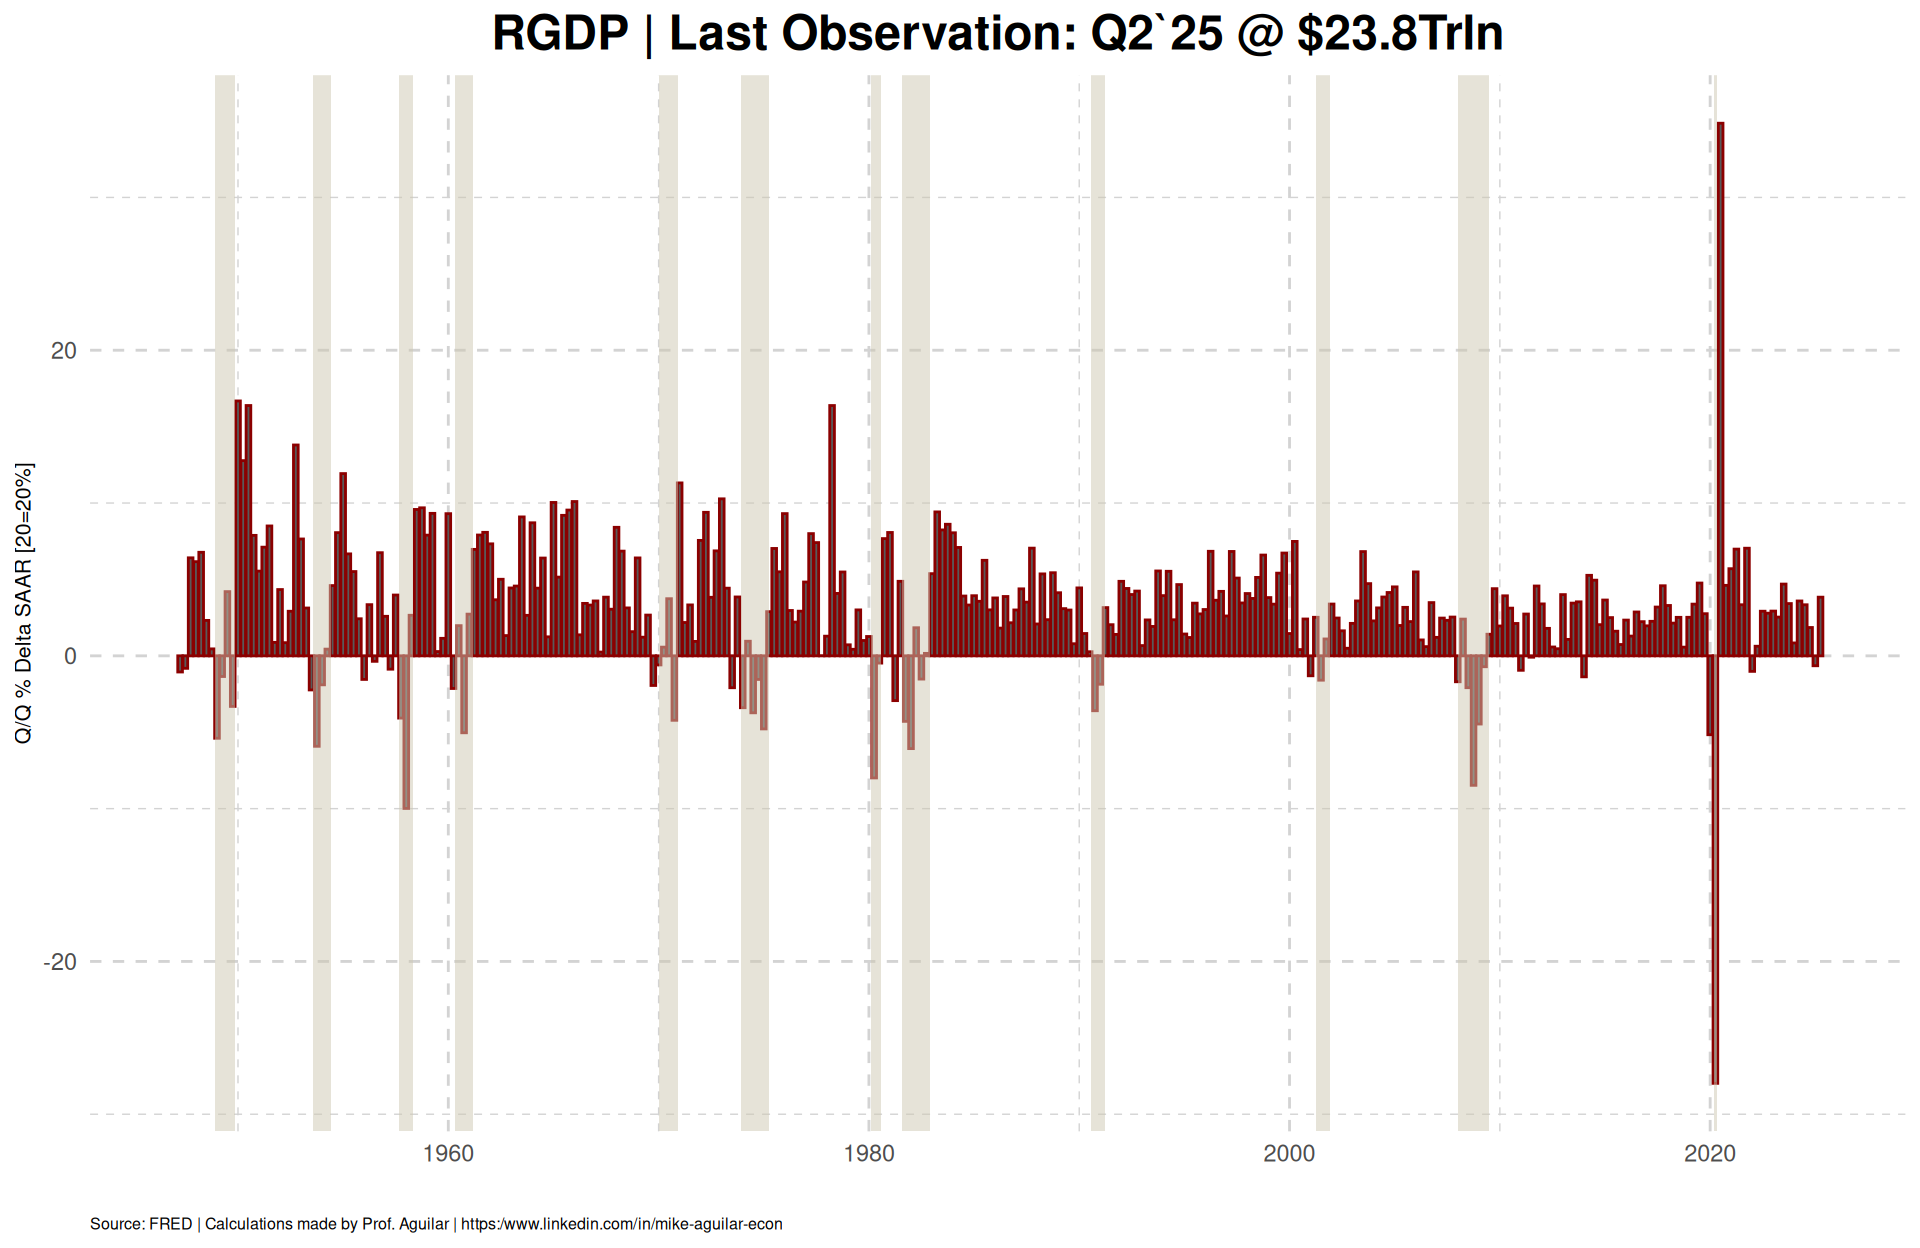 RGDP | Last Observation: Q2`25 @ $23.8Trln
Q/Q % Delta SAAR [20=20%]
20
0
-20
1960
1980
2000
2020
Source: FRED | Calculations made by Prof. Aguilar | https:/www.linkedin.com/in/mike-aguilar-econ